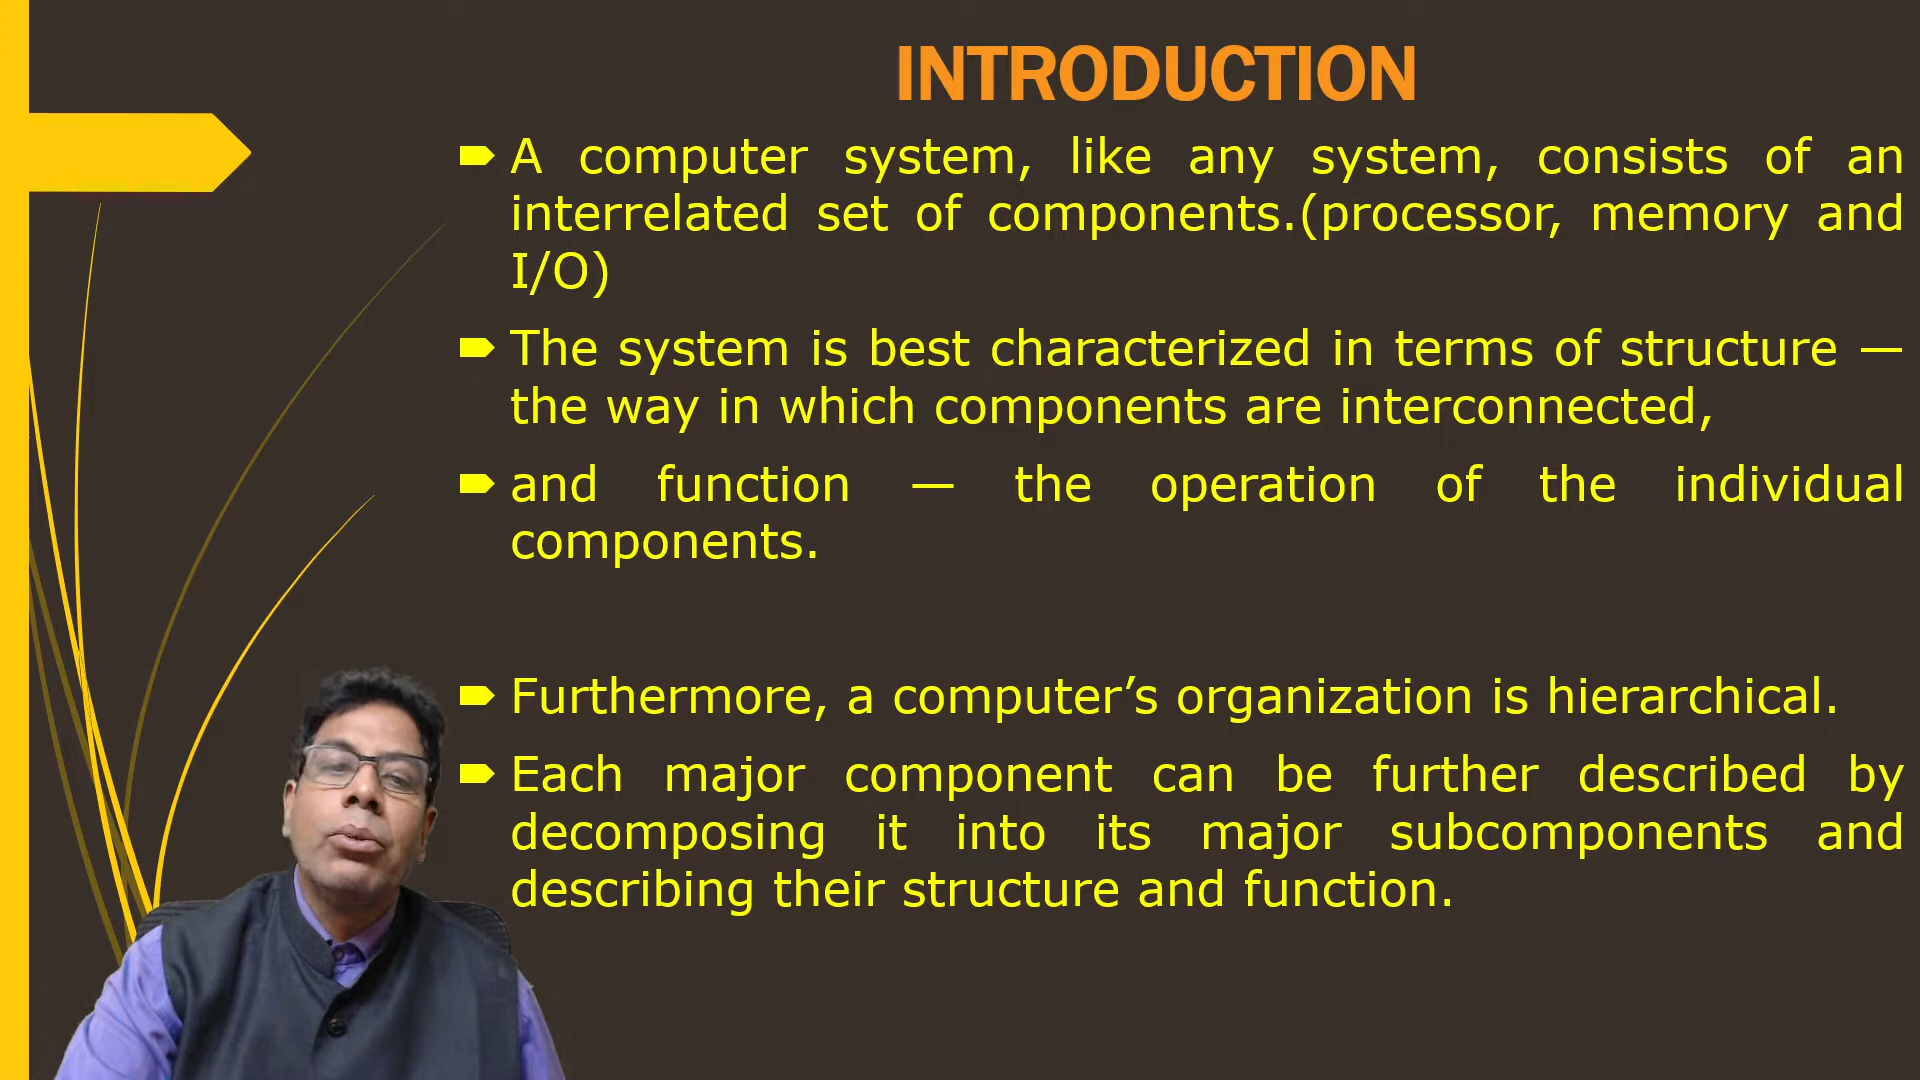 INTRODUCTION
A computer system, like any system, consists of an
interrelated set of components.(processor, memory and
I/O)
The system is best characterized in terms of structure —
the way in which components are interconnected,
and function — the operation of the individual
components.
Furthermore, a computer’s organization is hierarchical.
Each major component can be further described by
decomposing it into its major subcomponents and
describing their structure and function.